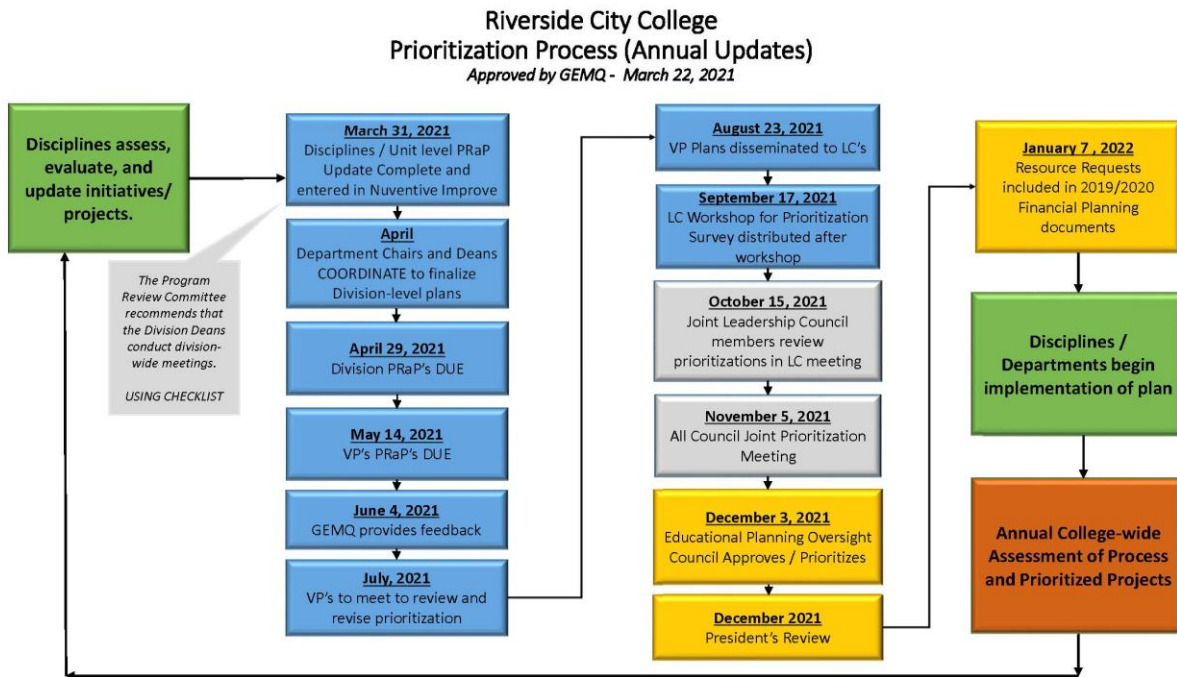 Riverside City College
Prioritization Process (Annual Updates)
Approved by GEMQ - March 22, 2021
Disciplines assess,
evaluate, and
update initiatives/
projects.
The Program
Review Committee
recommends that
the Division Deans
conduct division-
wide meetings.
USING CHECKLIST
March 31, 2021
Disciplines / Unit level PRaP
Update Complete and
entered in Nuventive Improve
April
Department Chairs and Deans
COORDINATE to finalize
Division-level plans
April 29, 2021
Division PRaP's DUE
May 14, 2021
VP's PRaP's DUE
June 4, 2021
GEMQ provides feedback
July, 2021
VP's to meet to review and
revise prioritization
August 23, 2021
VP Plans disseminated to LC's
September 17, 2021
LC Workshop for Prioritization
Survey distributed after
workshop
October 15, 2021
Joint Leadership Council
members review
prioritizations in LC meeting
November 5, 2021
All Council Joint Prioritization
Meeting
December 3, 2021
Educational Planning Oversight
Council Approves / Prioritizes
December 2021
President's Review
January 7 , 2022
Resource Requests
included in 2019/2020
Financial Planning
documents
Disciplines /
Departments begin
implementation of plan
Annual College-wide
Assessment of Process
and Prioritized Projects